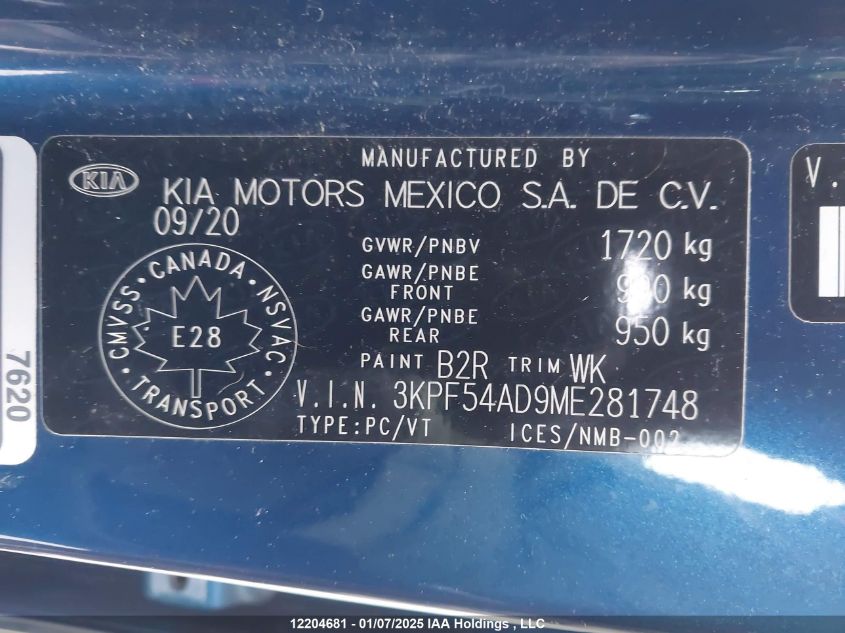 MANUFACTURED BY
KIA
KIA MOTORS MEXICO S.A. DE C.V.
09/20
GVWR/PNBV 1720 kg
GAWR/PNBE
FRONT kg
GAWR/PNBE
REAR 950 kg
CMVSS • CANADA • NSVAC • TRANSPORT •
E28
PAINT B2R TRIM WK
V.I.N. 3KPF54AD9ME281748
TYPE:PC/VT ICES/NMB-002
7620
V.
12204681 - 01/07/2025 IAA Holdings , LLC